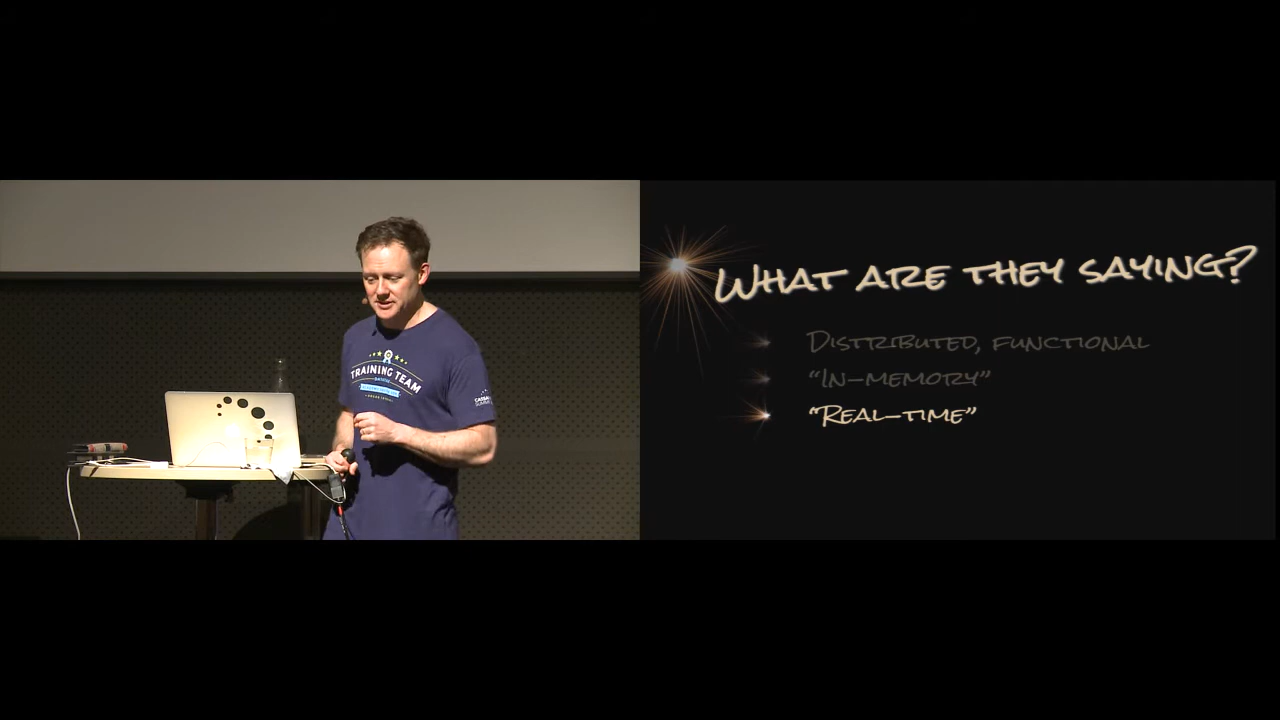 TRAINING TEAM
WHAT ARE THEY SAYING?
DISTRIBUTED, FUNCTIONAL
“IN-MEMORY”
“REAL-TIME”